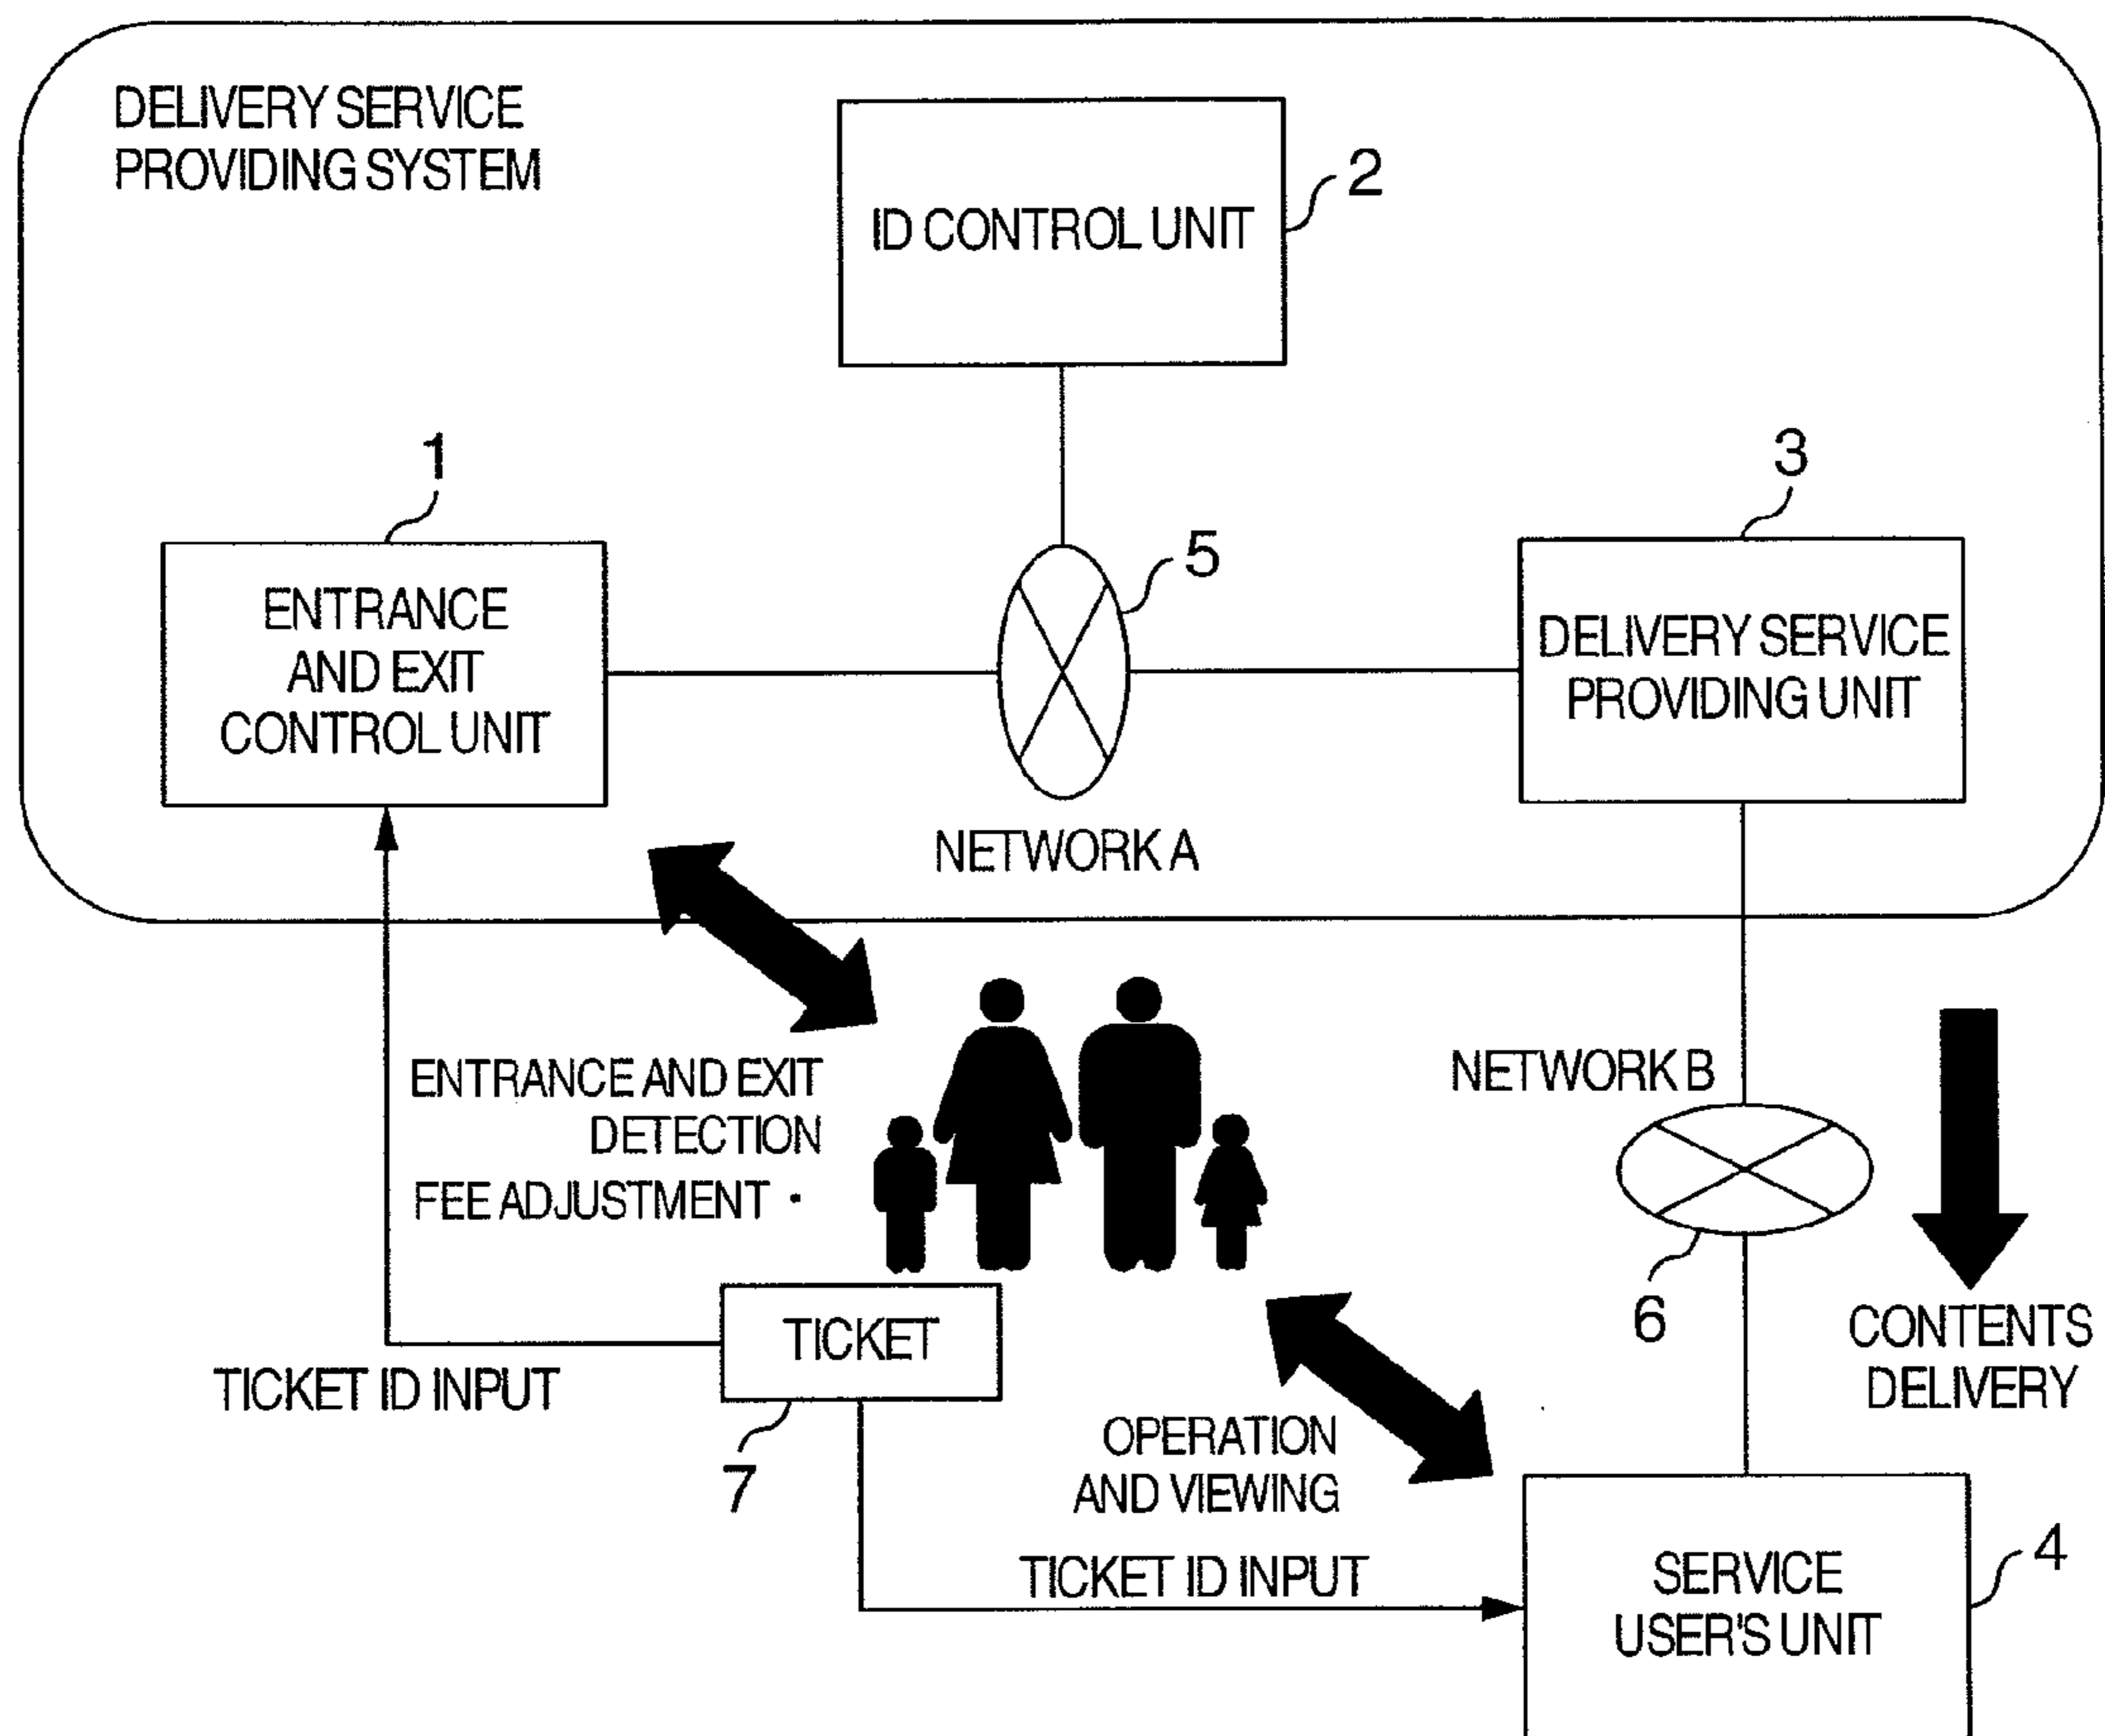 DELIVERY SERVICE
PROVIDING SYSTEM
ID CONTROL UNIT
2
1
ENTRANCE
AND EXIT
CONTROL UNIT
5
3
DELIVERY SERVICE
PROVIDING UNIT
NETWORK A
ENTRANCE AND EXIT
DETECTION
FEE ADJUSTMENT
NETWORK B
6
CONTENTS
DELIVERY
TICKET
7
TICKET ID INPUT
OPERATION
AND VIEWING
TICKET ID INPUT
SERVICE
USER'S UNIT
4